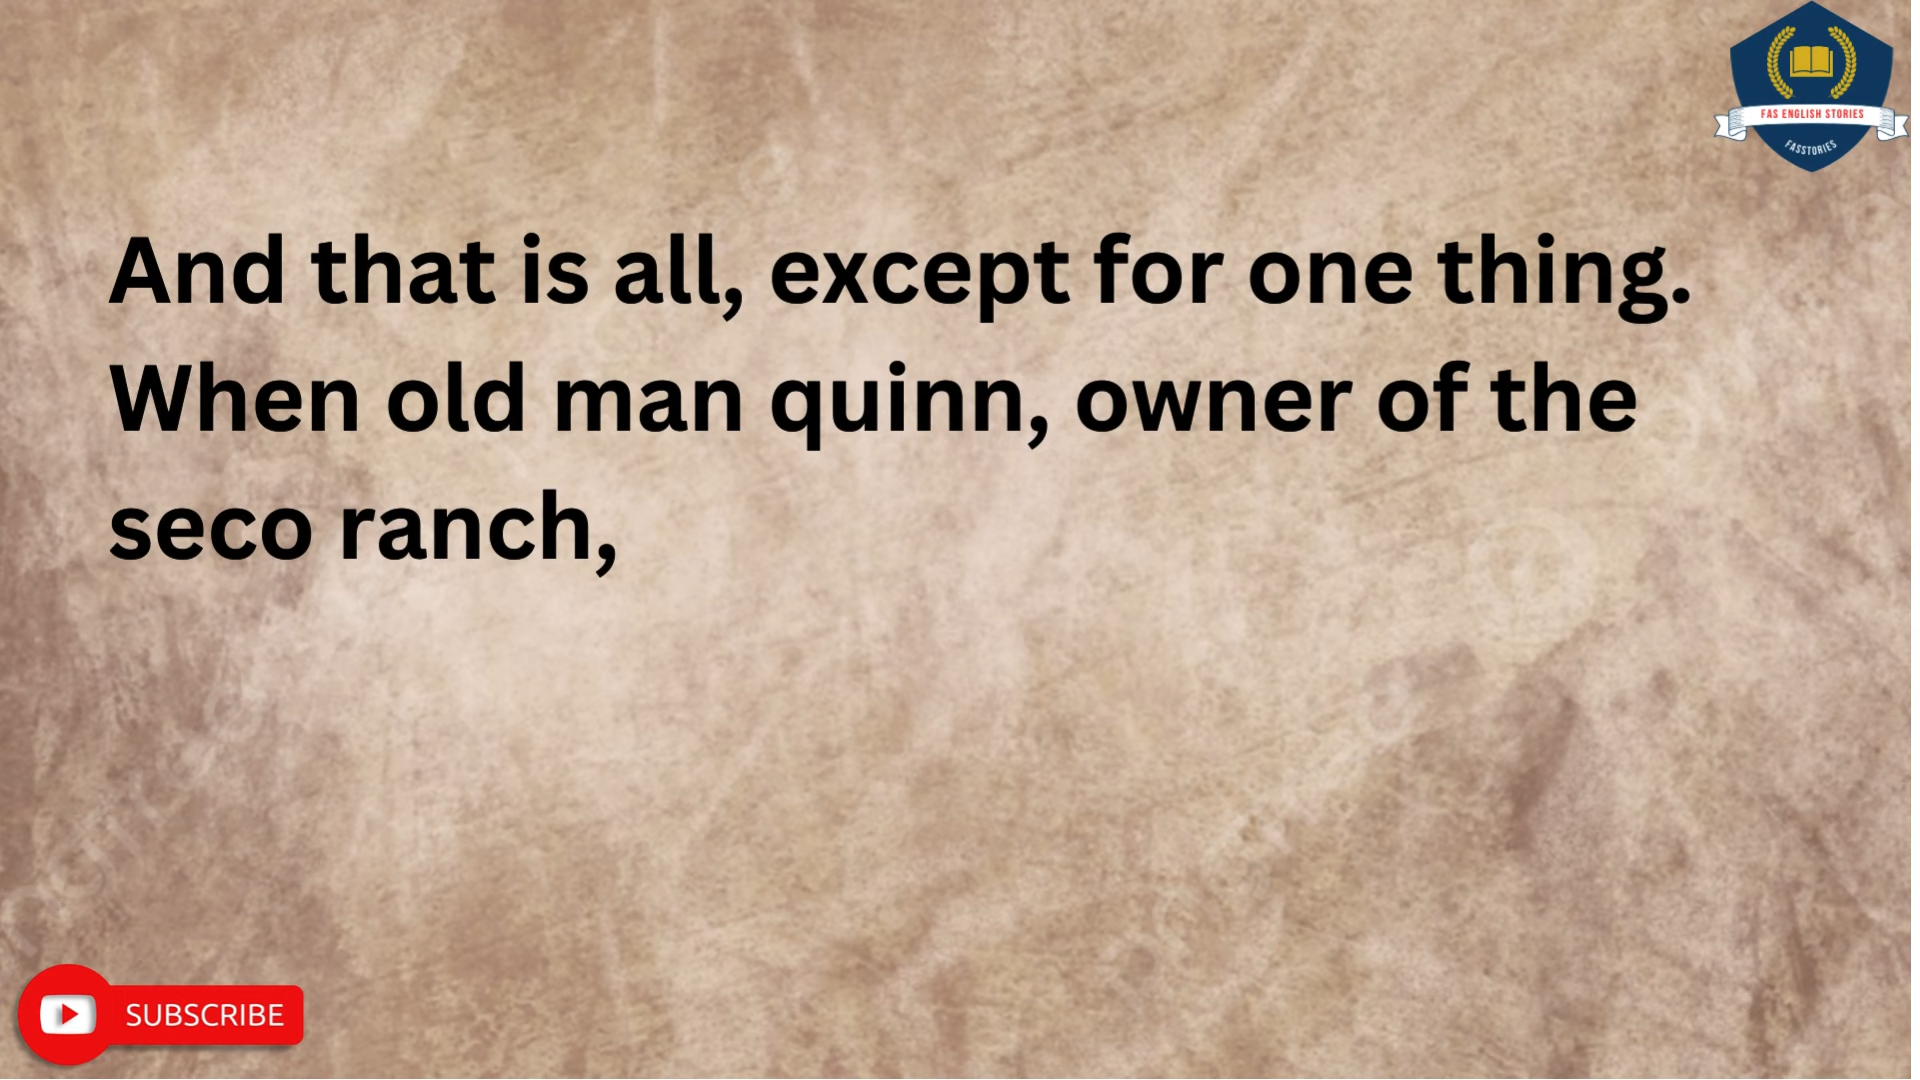 FAS ENGLISH STORIES
FASSTORIES
And that is all, except for one thing.
When old man quinn, owner of the
seco ranch,
SUBSCRIBE